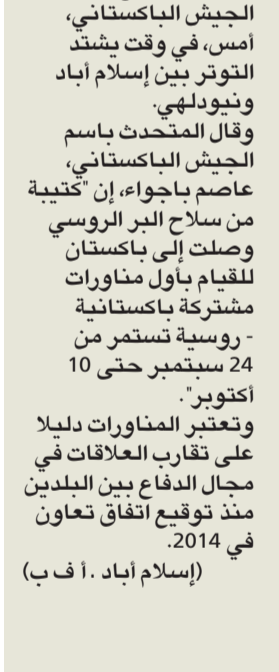 الجيش الباكستاني،
أمس، في وقت يشتد
التوتر بين إسلام أباد
ونيودلهي.
وقال المتحدث باسم
الجيش الباكستاني،
عاصم باجواء، إن "كتيبة
من سلاح البر الروسي
وصلت إلى باكستان
للقيام بأول مناورات
مشتركة باكستانية
- روسية تستمر من
24 سبتمبر حتى 10
أكتوبر".
وتعتبر المناورات دليلا
على تقارب العلاقات في
مجال الدفاع بين البلدين
منذ توقيع اتفاق تعاون
في 2014.
(إسلام أباد . أ ف ب)